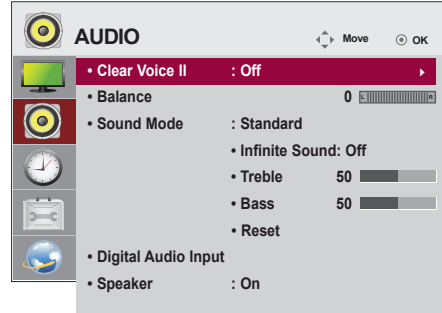 AUDIO Move OK
• Clear Voice II : Off
• Balance 0 L R
• Sound Mode : Standard
• Infinite Sound: Off
• Treble 50
• Bass 50
• Reset
• Digital Audio Input
• Speaker : On